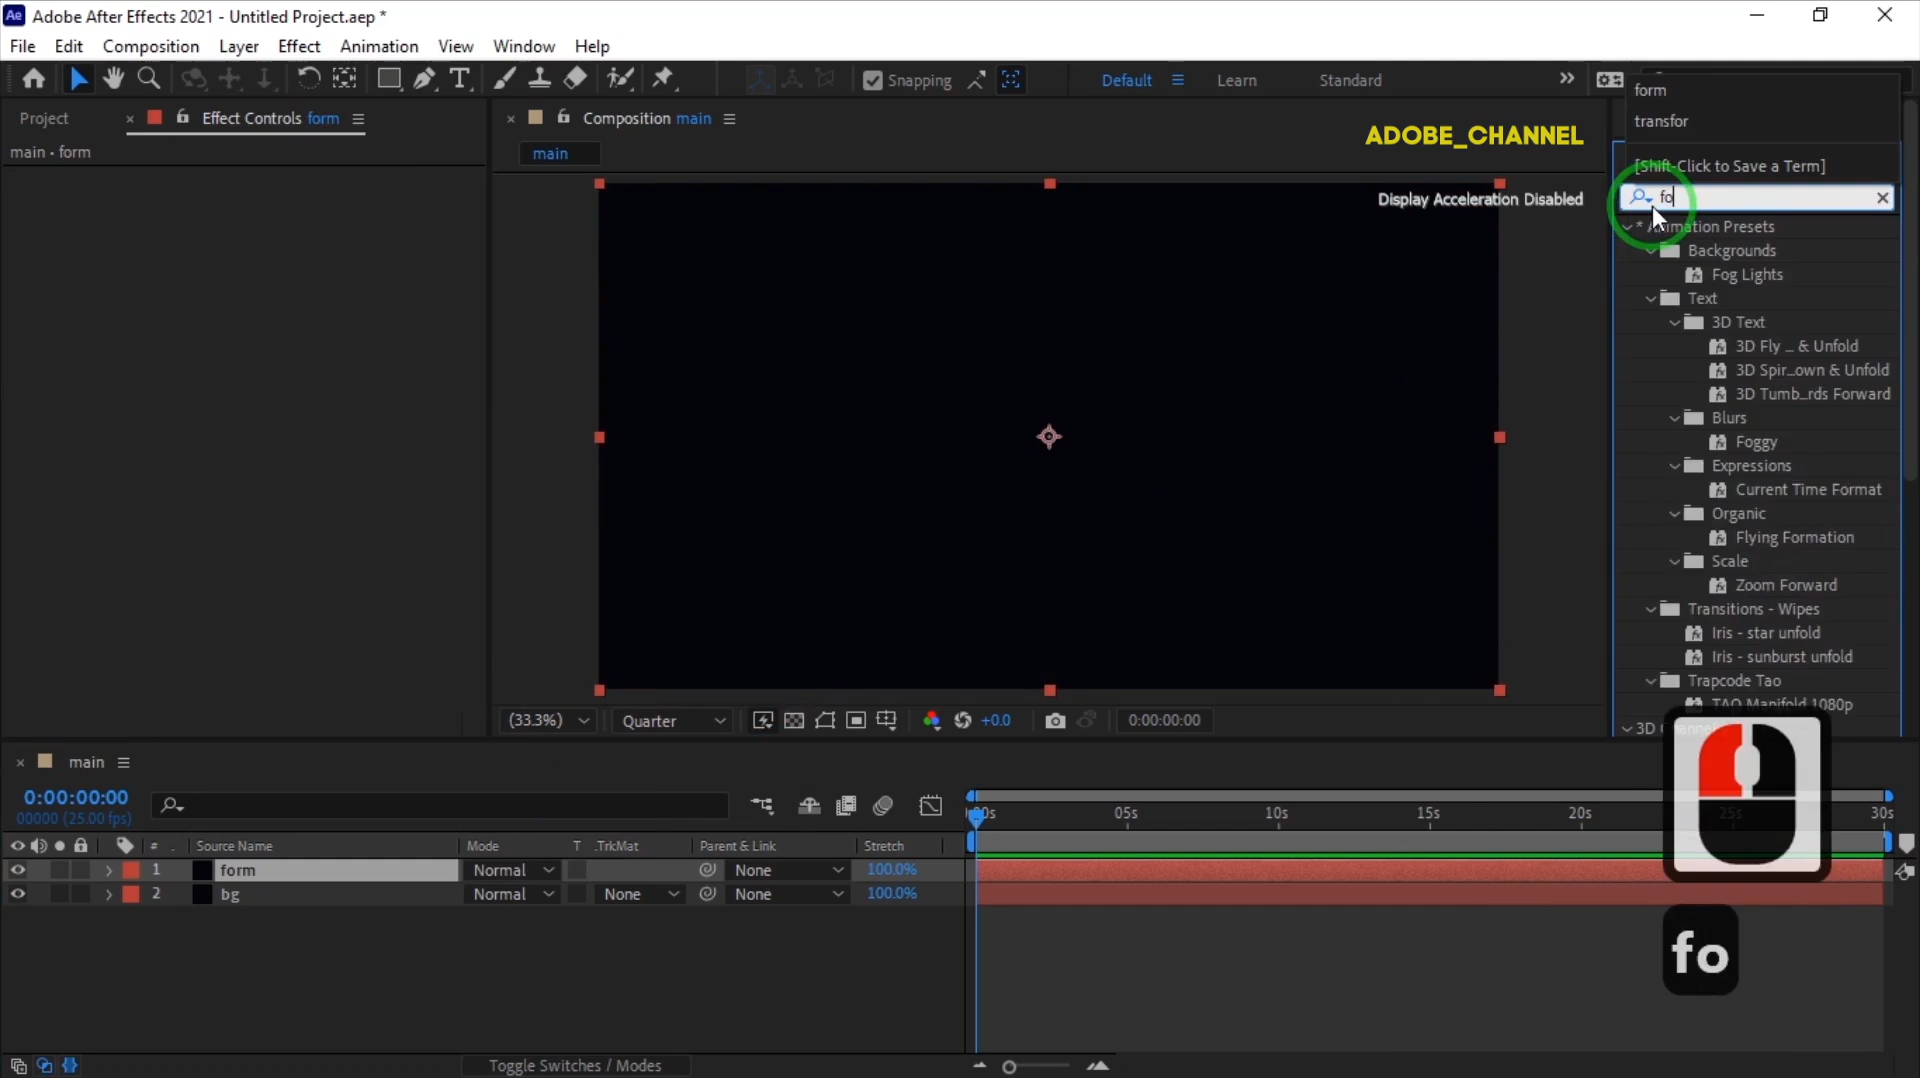 Ae Adobe After Effects 2021 - Untitled Project.aep *
File Edit Composition Layer Effect Animation View Window Help
Snapping Default Learn Standard
form
transfor
[Shift-Click to Save a Term]
fo
Project Effect Controls form
main • form
Composition main
main
ADOBE_CHANNEL
Display Acceleration Disabled
* Animation Presets
Backgrounds
Fog Lights
Text
3D Text
3D Fly ... & Unfold
3D Spir...own & Unfold
3D Tumb...rds Forward
Blurs
Foggy
Expressions
Current Time Format
Organic
Flying Formation
Scale
Zoom Forward
Transitions - Wipes
Iris - star unfold
Iris - sunburst unfold
Trapcode Tao
TAO Manifold 1080p
3D
(33.3%) Quarter +0.0 0:00:00:00
main
0:00:00:00
00000 (25.00 fps)
00s 05s 10s 15s 20s 25s 30s
# Source Name Mode T .TrkMat Parent & Link Stretch
1 form Normal None 100.0%
2 bg Normal None None 100.0%
fo
Toggle Switches / Modes